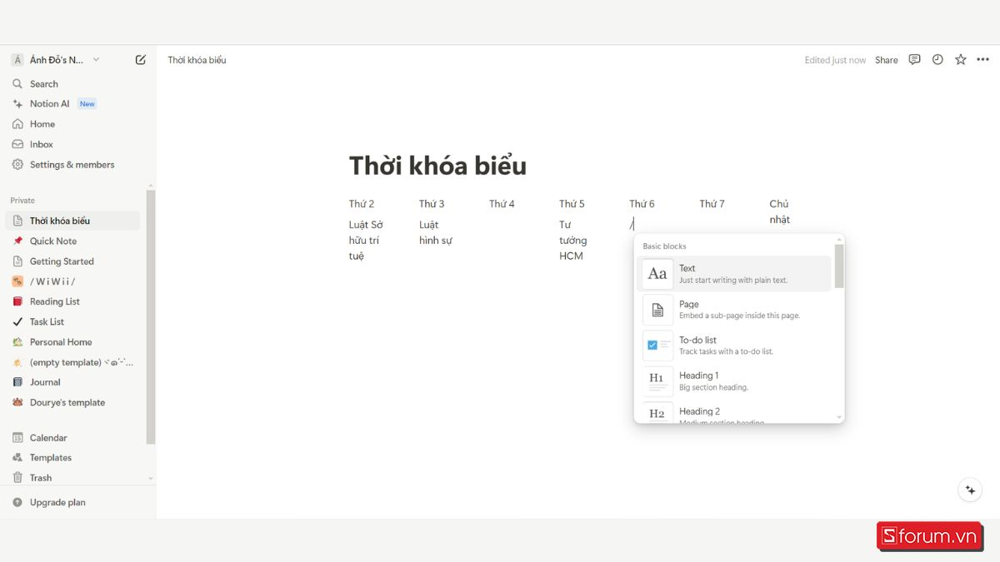 Á Ánh Đỗ's N...
Search
Notion AI New
Home
Inbox
Settings & members
Private
Thời khóa biểu
Quick Note
Getting Started
/ W i W i i /
Reading List
Task List
Personal Home
Journal
Dourye's template
Calendar
Templates
Trash
Upgrade plan
Thời khóa biểu
Edited just now Share
Thời khóa biểu
Thứ 2 Thứ 3 Thứ 4 Thứ 5 Thứ 6 Thứ 7 Chủ
nhật
Luật Sở Luật Tư /
hữu trí hình sự tưởng
tuệ HCM
Basic blocks
Aa Text
Just start writing with plain text.
Page
Embed a sub-page inside this page.
To-do list
Track tasks with a to-do list.
H1 Heading 1
Big section heading.
H2 Heading 2
Medium section heading.
Sforum.vn